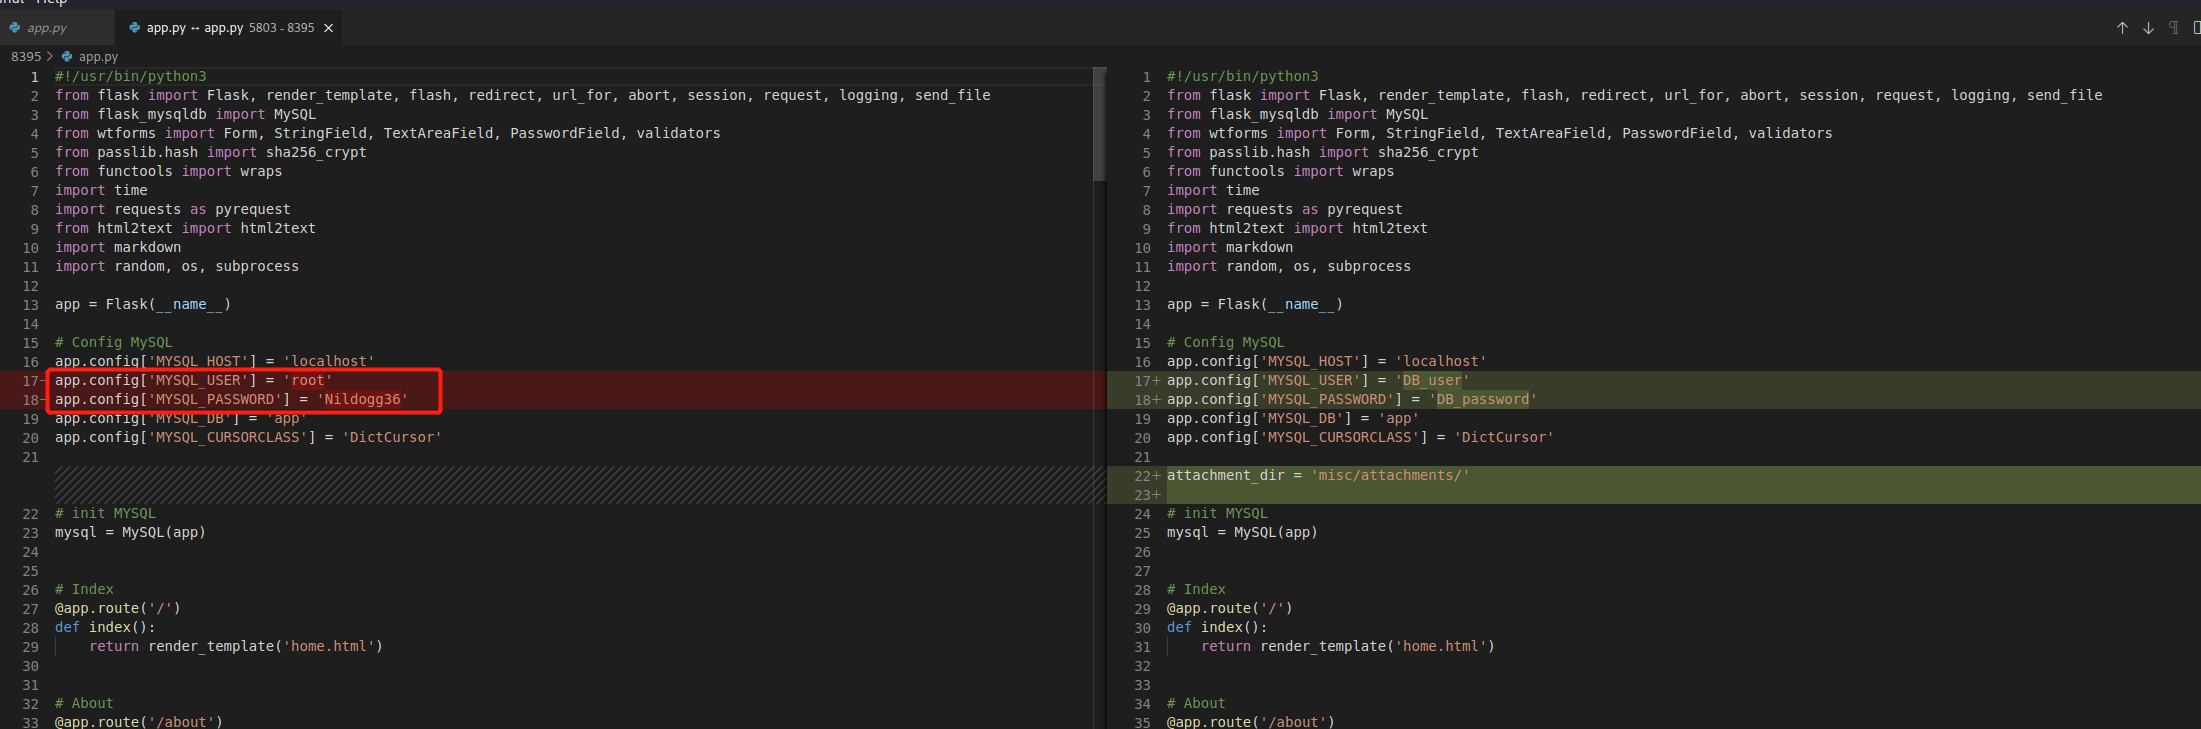 Help
app.py
app.py ↔ app.py 5803 - 8395 ×
8395 > app.py
1 #!/usr/bin/python3
2 from flask import Flask, render_template, flash, redirect, url_for, abort, session, request, logging, send_file
3 from flask_mysqldb import MySQL
4 from wtforms import Form, StringField, TextAreaField, PasswordField, validators
5 from passlib.hash import sha256_crypt
6 from functools import wraps
7 import time
8 import requests as pyrequest
9 from html2text import html2text
10 import markdown
11 import random, os, subprocess
12
13 app = Flask(__name__)
14
15 # Config MySQL
16 app.config['MYSQL_HOST'] = 'localhost'
17- app.config['MYSQL_USER'] = 'root'
18- app.config['MYSQL_PASSWORD'] = 'Nildogg36'
19 app.config['MYSQL_DB'] = 'app'
20 app.config['MYSQL_CURSORCLASS'] = 'DictCursor'
21
22 # init MYSQL
23 mysql = MySQL(app)
24
25
26 # Index
27 @app.route('/')
28 def index():
29     return render_template('home.html')
30
31
32 # About
33 @app.route('/about')
1 #!/usr/bin/python3
2 from flask import Flask, render_template, flash, redirect, url_for, abort, session, request, logging, send_file
3 from flask_mysqldb import MySQL
4 from wtforms import Form, StringField, TextAreaField, PasswordField, validators
5 from passlib.hash import sha256_crypt
6 from functools import wraps
7 import time
8 import requests as pyrequest
9 from html2text import html2text
10 import markdown
11 import random, os, subprocess
12
13 app = Flask(__name__)
14
15 # Config MySQL
16 app.config['MYSQL_HOST'] = 'localhost'
17+ app.config['MYSQL_USER'] = 'DB_user'
18+ app.config['MYSQL_PASSWORD'] = 'DB_password'
19 app.config['MYSQL_DB'] = 'app'
20 app.config['MYSQL_CURSORCLASS'] = 'DictCursor'
21
22+ attachment_dir = 'misc/attachments/'
23+
24 # init MYSQL
25 mysql = MySQL(app)
26
27
28 # Index
29 @app.route('/')
30 def index():
31     return render_template('home.html')
32
33
34 # About
35 @app.route('/about')